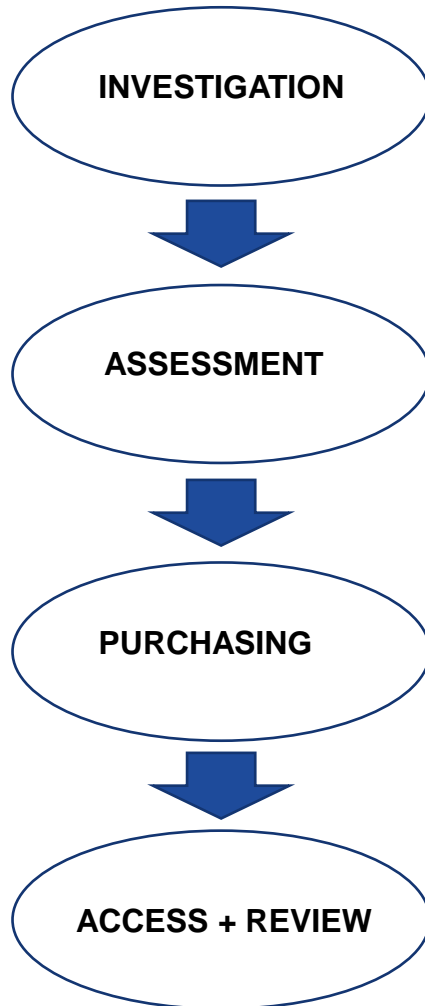 INVESTIGATION
ASSESSMENT
PURCHASING
ACCESS + REVIEW